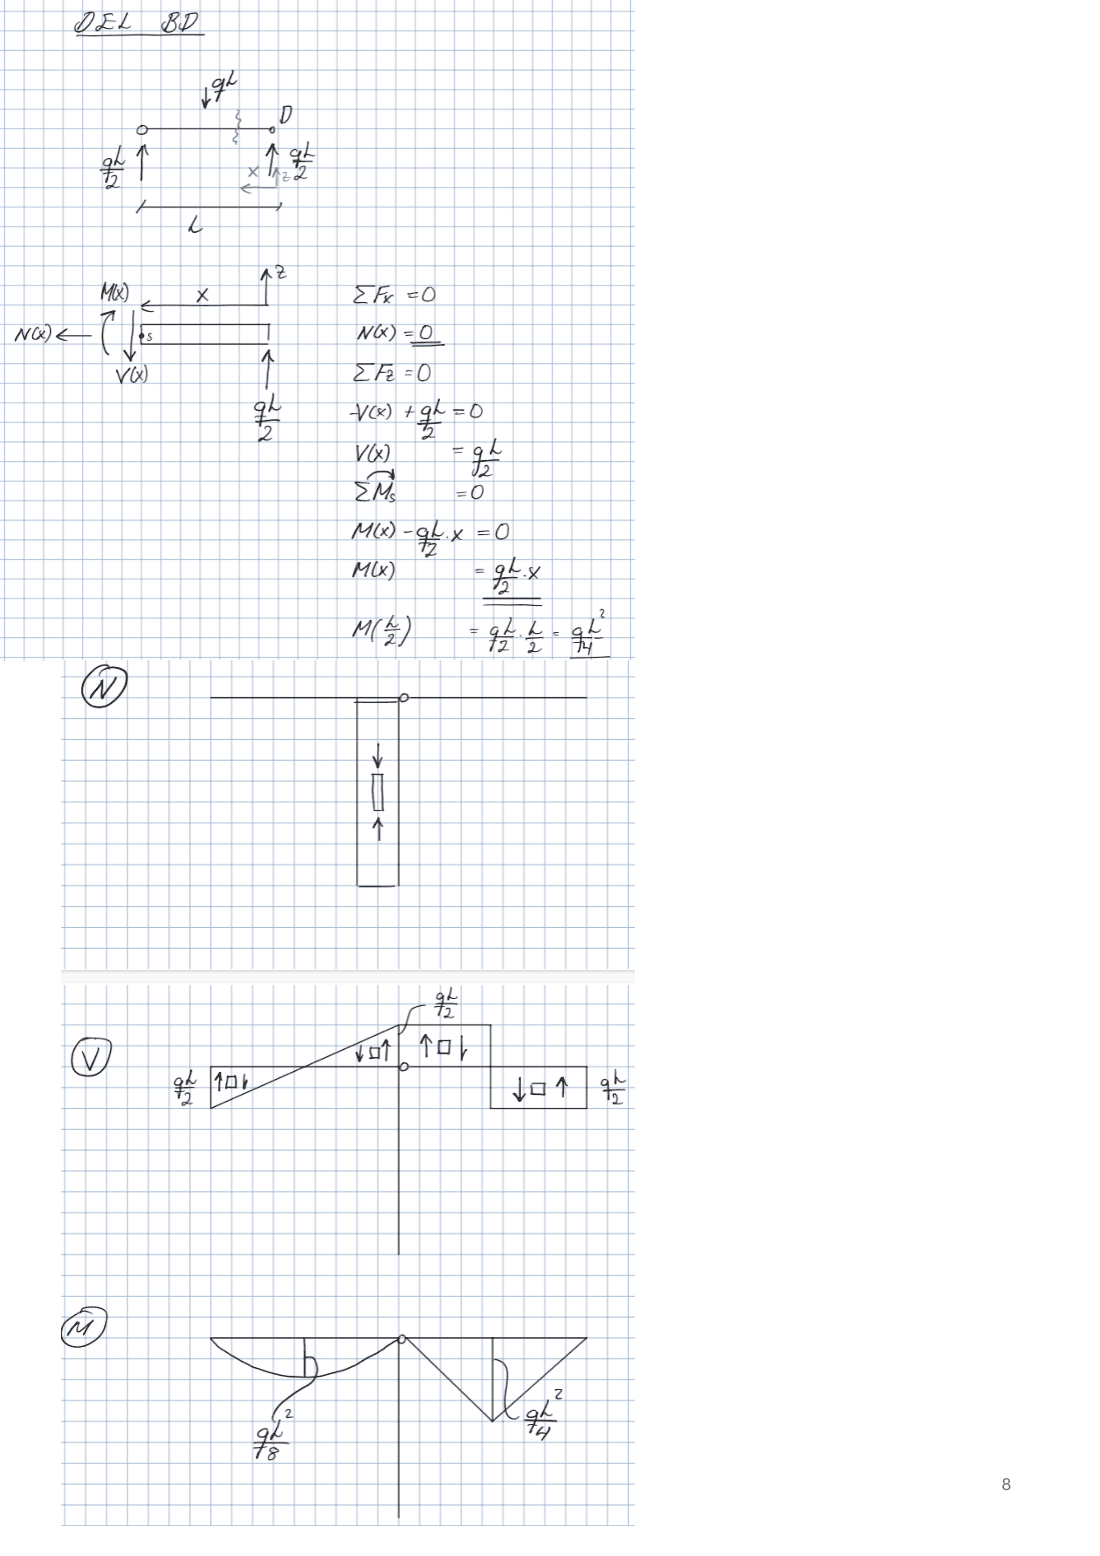 DEL BD
qL
D
qL/2
qL/2
x
z
L
z
M(x)
x
N(x)
S
V(x)
qL/2
ΣFx = 0
N(x) = 0
ΣFz = 0
-V(x) + qL/2 = 0
V(x) = qL/2
ΣMs = 0
M(x) - qL/2 · x = 0
M(x) = qL/2 · x
M(L/2) = qL/2 · L/2 = qL²/4
N
qL/2
V
qL/2
qL/2
M
qL²/8
qL²/4
8